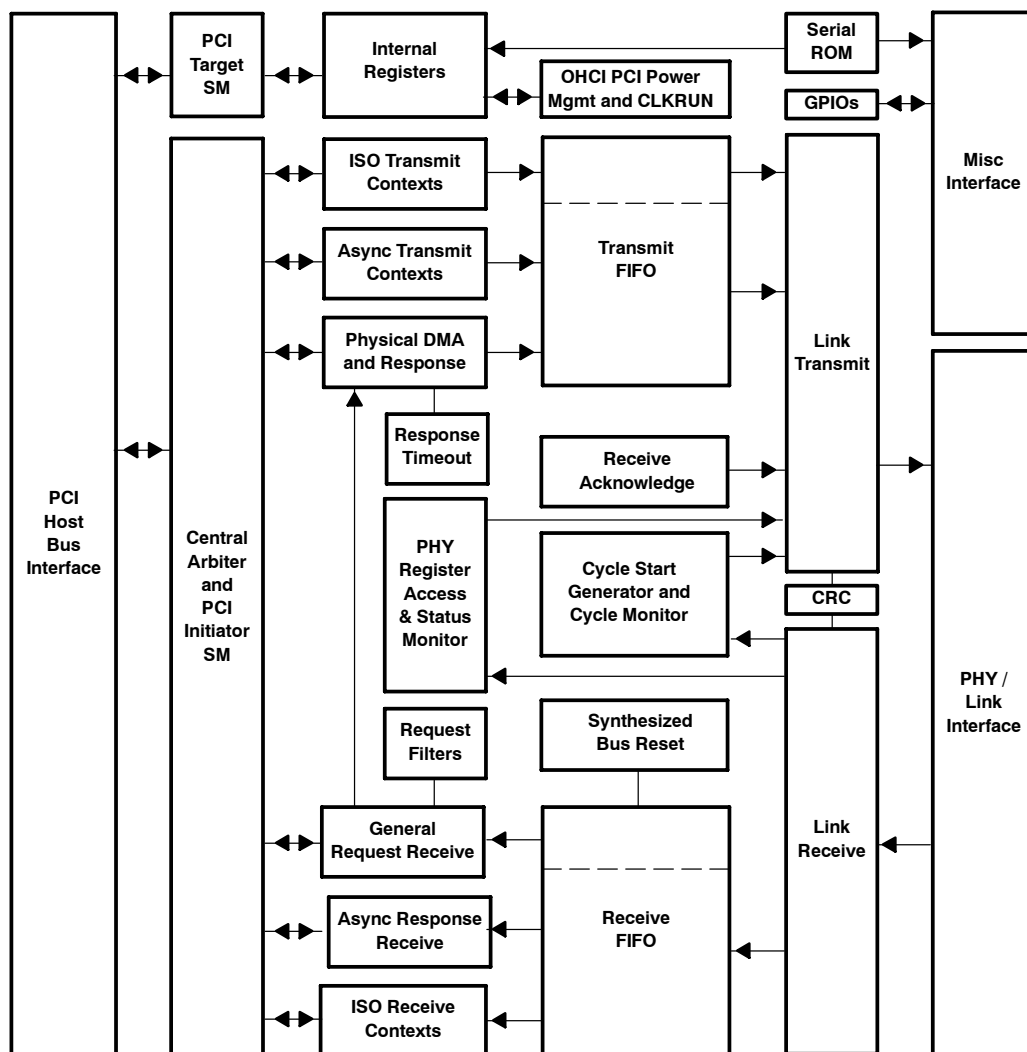 PCI
Target
SM
Internal
Registers
Serial
ROM
OHCI PCI Power
Mgmt and CLKRUN
GPIOs
Misc
Interface
ISO Transmit
Contexts
Async Transmit
Contexts
Transmit
FIFO
Physical DMA
and Response
Link
Transmit
Response
Timeout
Receive
Acknowledge
PCI
Host
Bus
Interface
Central
Arbiter
and
PCI
Initiator
SM
PHY
Register
Access
& Status
Monitor
Cycle Start
Generator and
Cycle Monitor
CRC
PHY /
Link
Interface
Request
Filters
Synthesized
Bus Reset
General
Request Receive
Link
Receive
Async Response
Receive
Receive
FIFO
ISO Receive
Contexts